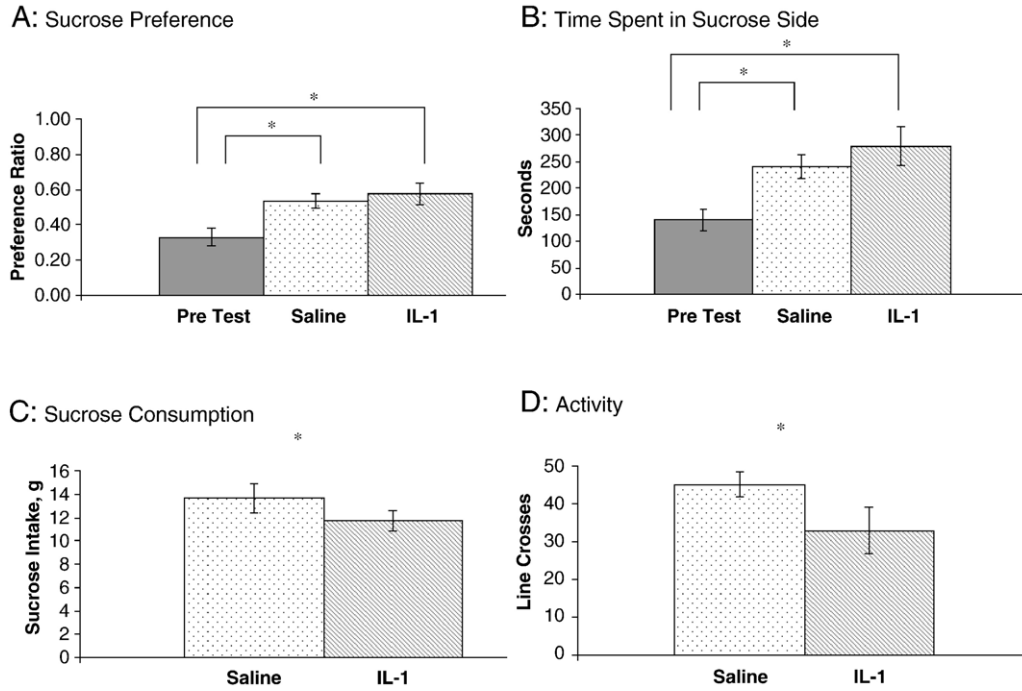 A: Sucrose Preference
*
*
1.00
0.80
0.60
0.40
0.20
0.00
Preference Ratio
Pre Test Saline IL-1
B: Time Spent in Sucrose Side
*
*
350
300
250
200
150
100
50
0
Seconds
Pre Test Saline IL-1
C: Sucrose Consumption
*
16
14
12
10
8
6
4
2
0
Sucrose Intake, g
Saline IL-1
D: Activity
*
50
40
30
20
10
0
Line Crosses
Saline IL-1